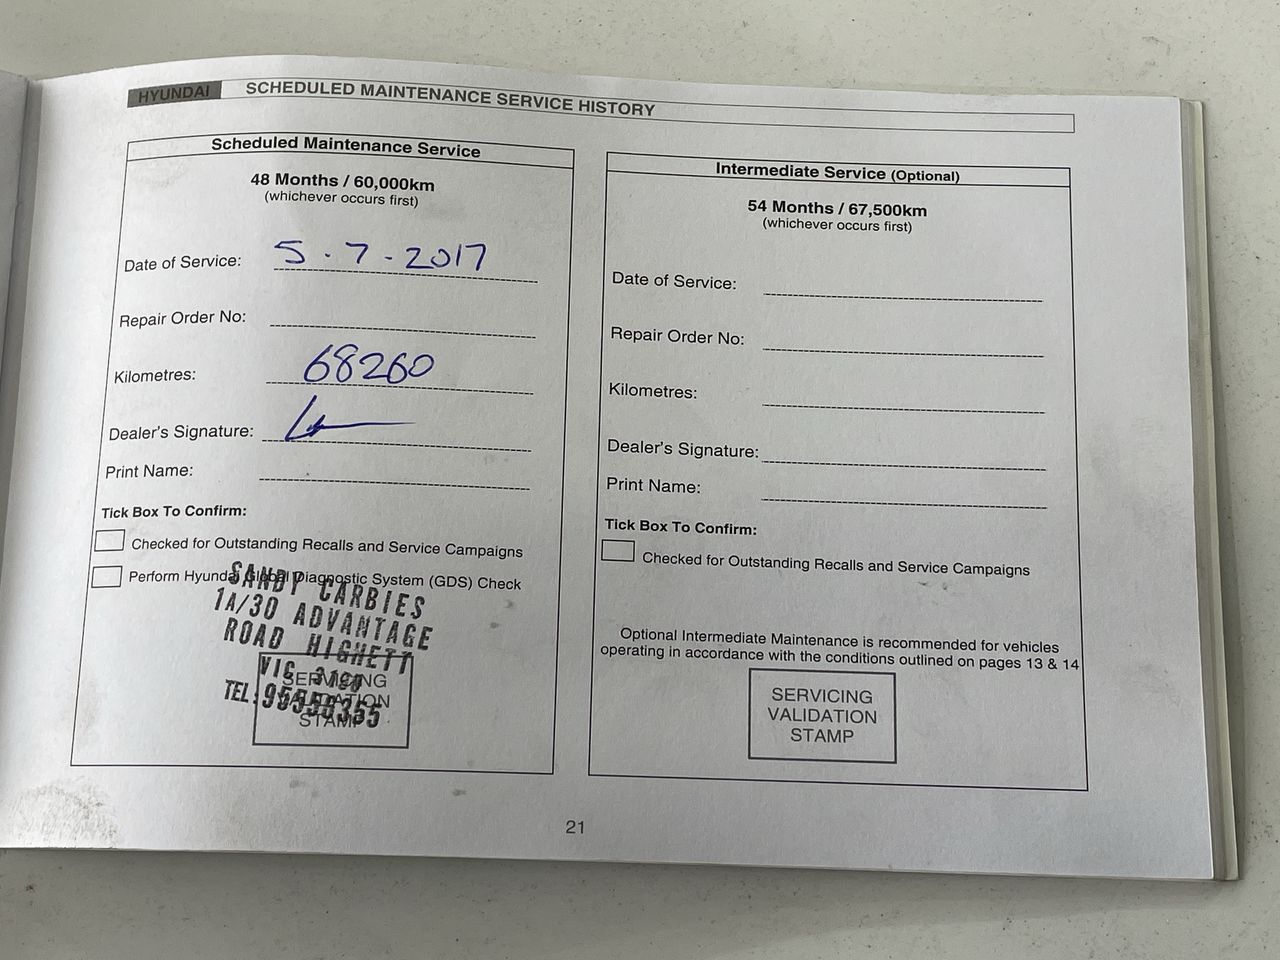 HYUNDAI SCHEDULED MAINTENANCE SERVICE HISTORY
Scheduled Maintenance Service
48 Months / 60,000km
(whichever occurs first)
Date of Service: 5.7-2017
Repair Order No:
Kilometres: 68260
Dealer's Signature:
Print Name:
Tick Box To Confirm:
Checked for Outstanding Recalls and Service Campaigns
Perform Hyundai Global Diagnostic System (GDS) Check
SANDY CARBIES
1A/30 ADVANTAGE
ROAD HIGHETT
VIC 3190
TEL:95556355
SERVICING
VALIDATION
STAMP
Intermediate Service (Optional)
54 Months / 67,500km
(whichever occurs first)
Date of Service:
Repair Order No:
Kilometres:
Dealer's Signature:
Print Name:
Tick Box To Confirm:
Checked for Outstanding Recalls and Service Campaigns
Optional Intermediate Maintenance is recommended for vehicles
operating in accordance with the conditions outlined on pages 13 & 14
SERVICING
VALIDATION
STAMP
21